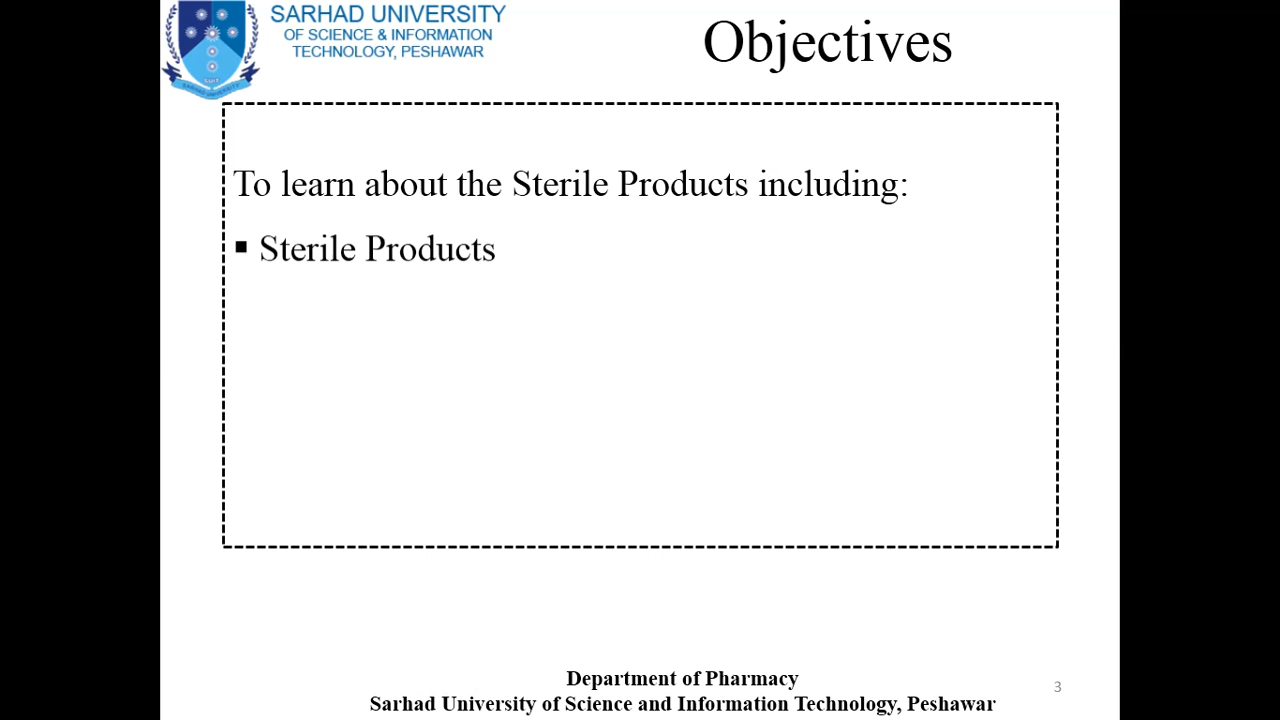 SARHAD UNIVERSITY
OF SCIENCE & INFORMATION
TECHNOLOGY, PESHAWAR
Objectives
To learn about the Sterile Products including:
▪ Sterile Products
Department of Pharmacy
Sarhad University of Science and Information Technology, Peshawar
3